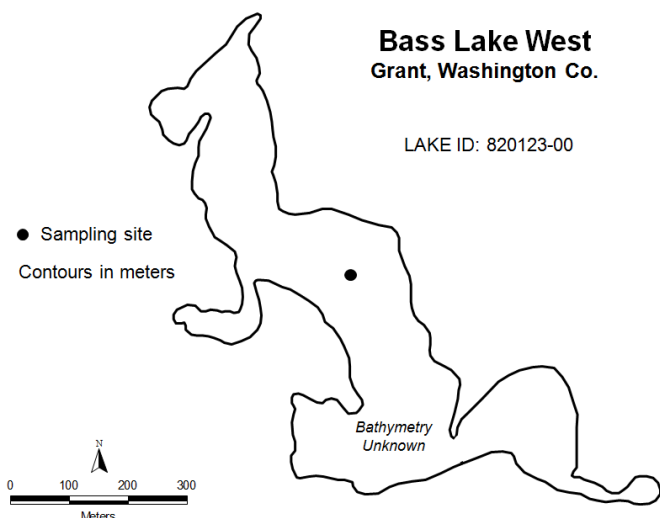 Bass Lake West
Grant, Washington Co.
LAKE ID: 820123-00
Sampling site
Contours in meters
Bathymetry
Unknown
N
0 100 200 300
Meters